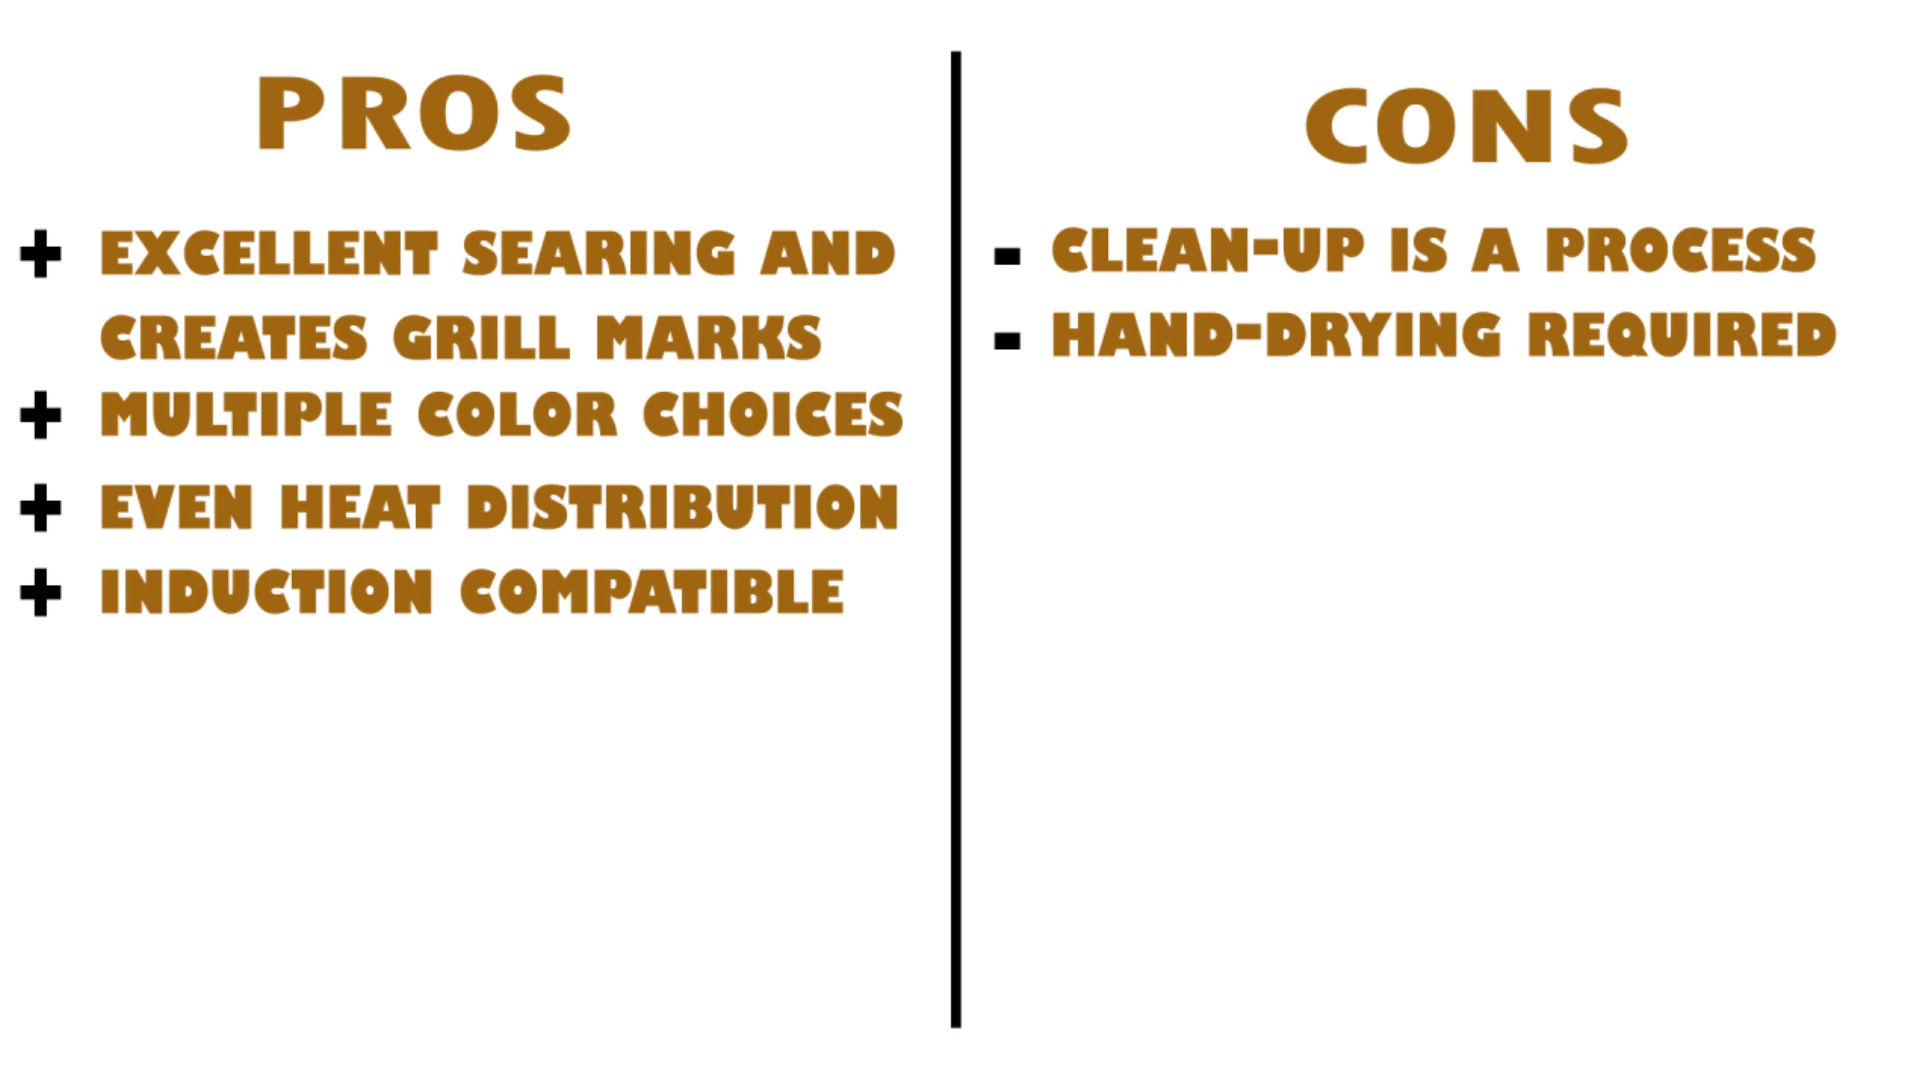 PROS
+ EXCELLENT SEARING AND
CREATES GRILL MARKS
+ MULTIPLE COLOR CHOICES
+ EVEN HEAT DISTRIBUTION
+ INDUCTION COMPATIBLE
CONS
- CLEAN-UP IS A PROCESS
- HAND-DRYING REQUIRED